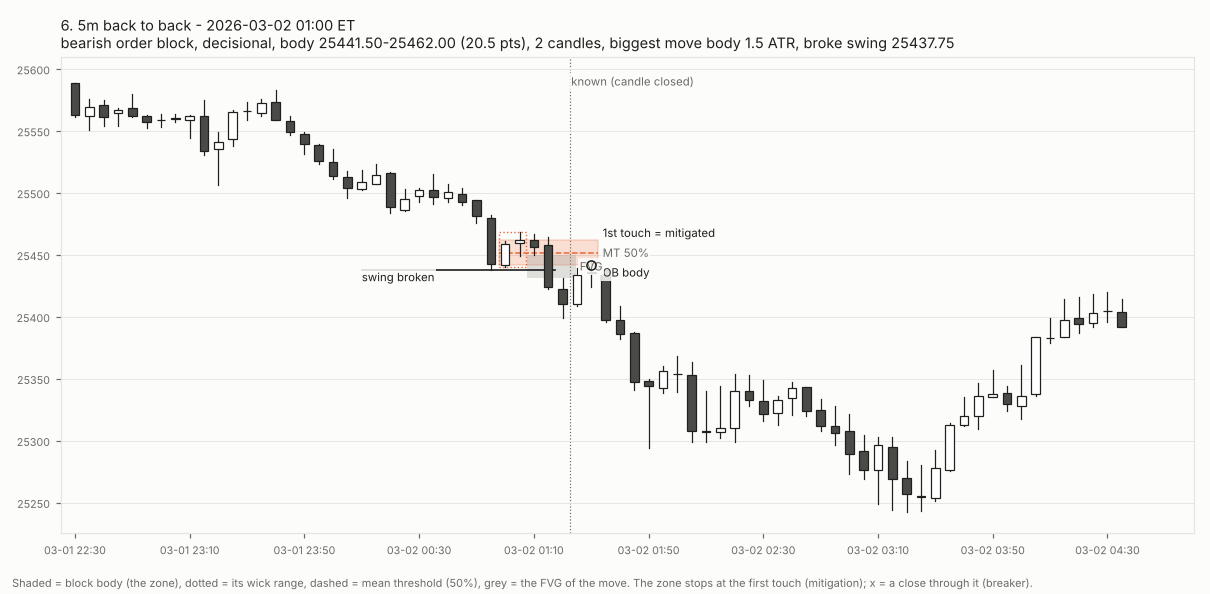 6. 5m back to back - 2026-03-02 01:00 ET
bearish order block, decisional, body 25441.50-25462.00 (20.5 pts), 2 candles, biggest move body 1.5 ATR, broke swing 25437.75
known (candle closed)
25600
25550
25500
25450
25400
25350
25300
25250
1st touch = mitigated
MT 50%
FVG
OB body
swing broken
03-01 22:30
03-01 23:10
03-01 23:50
03-02 00:30
03-02 01:10
03-02 01:50
03-02 02:30
03-02 03:10
03-02 03:50
03-02 04:30
Shaded = block body (the zone), dotted = its wick range, dashed = mean threshold (50%), grey = the FVG of the move. The zone stops at the first touch (mitigation); x = a close through it (breaker).